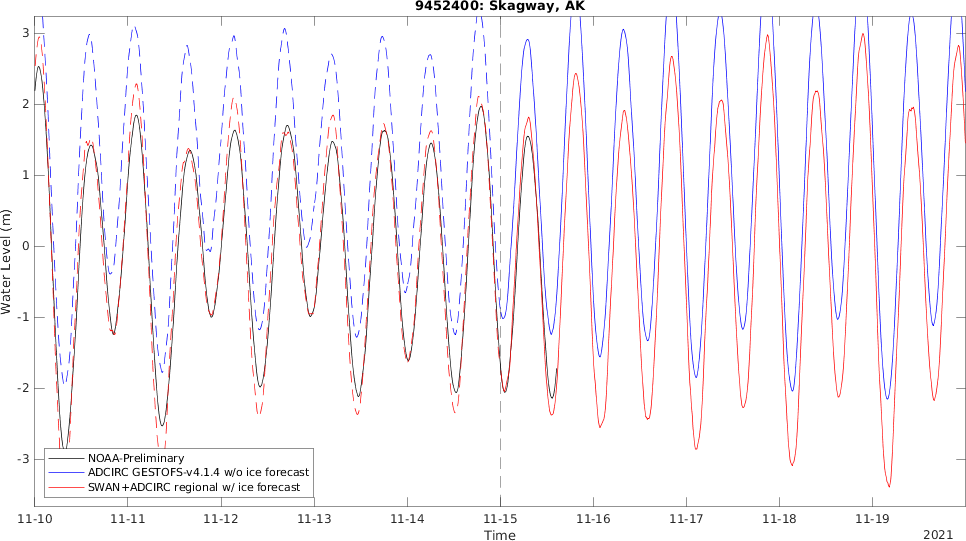 9452400: Skagway, AK
3
2
1
0
-1
-2
-3
Water Level (m)
NOAA-Preliminary
ADCIRC GESTOFS-v4.1.4 w/o ice forecast
SWAN+ADCIRC regional w/ ice forecast
11-10 11-11 11-12 11-13 11-14 11-15 11-16 11-17 11-18 11-19
Time
2021